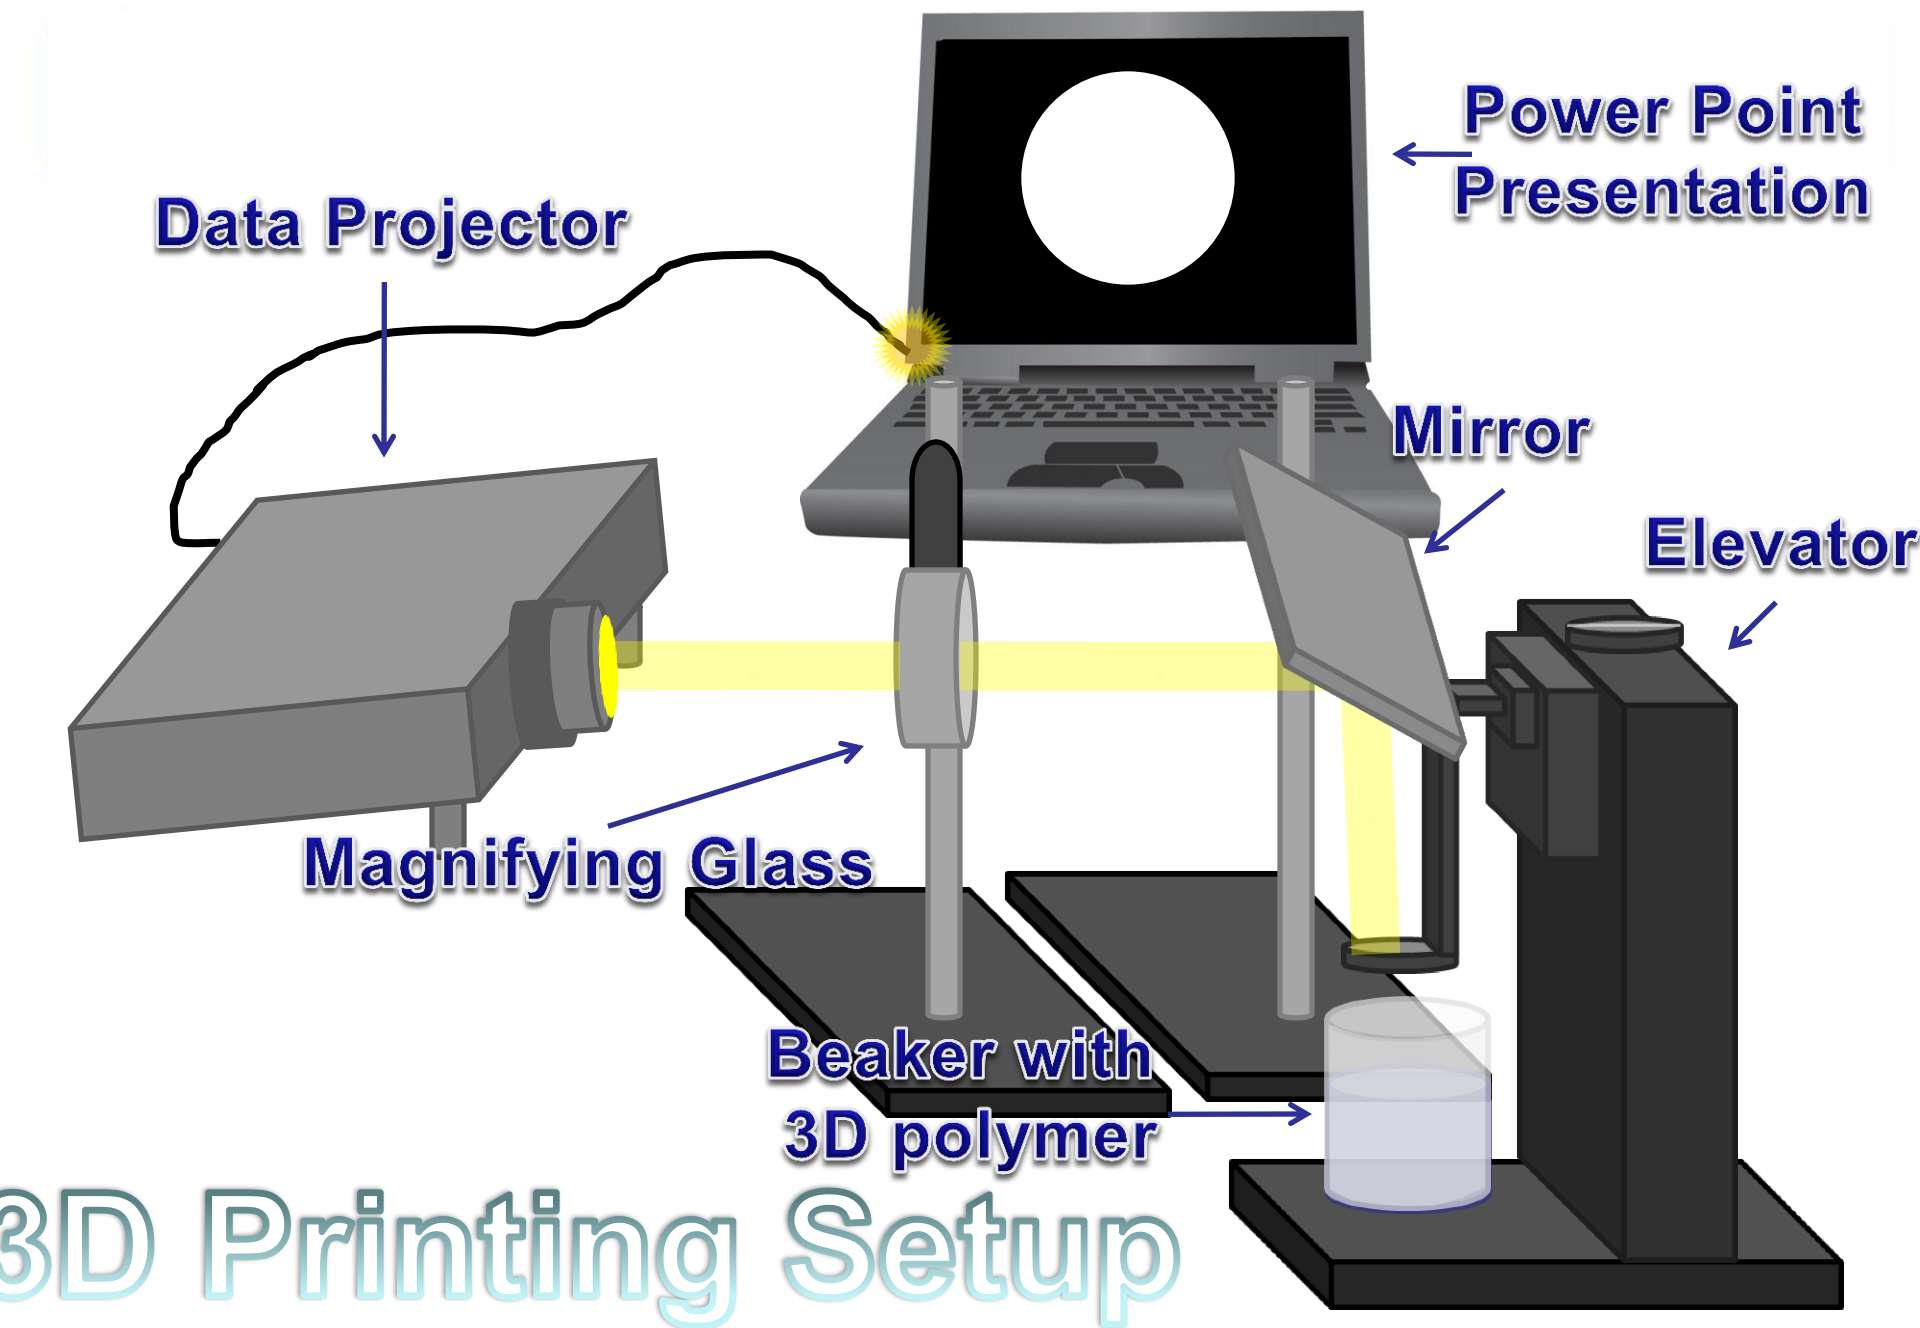 Power Point
Presentation
Data Projector
Mirror
Elevator
Magnifying Glass
Beaker with
3D polymer
3D Printing Setup